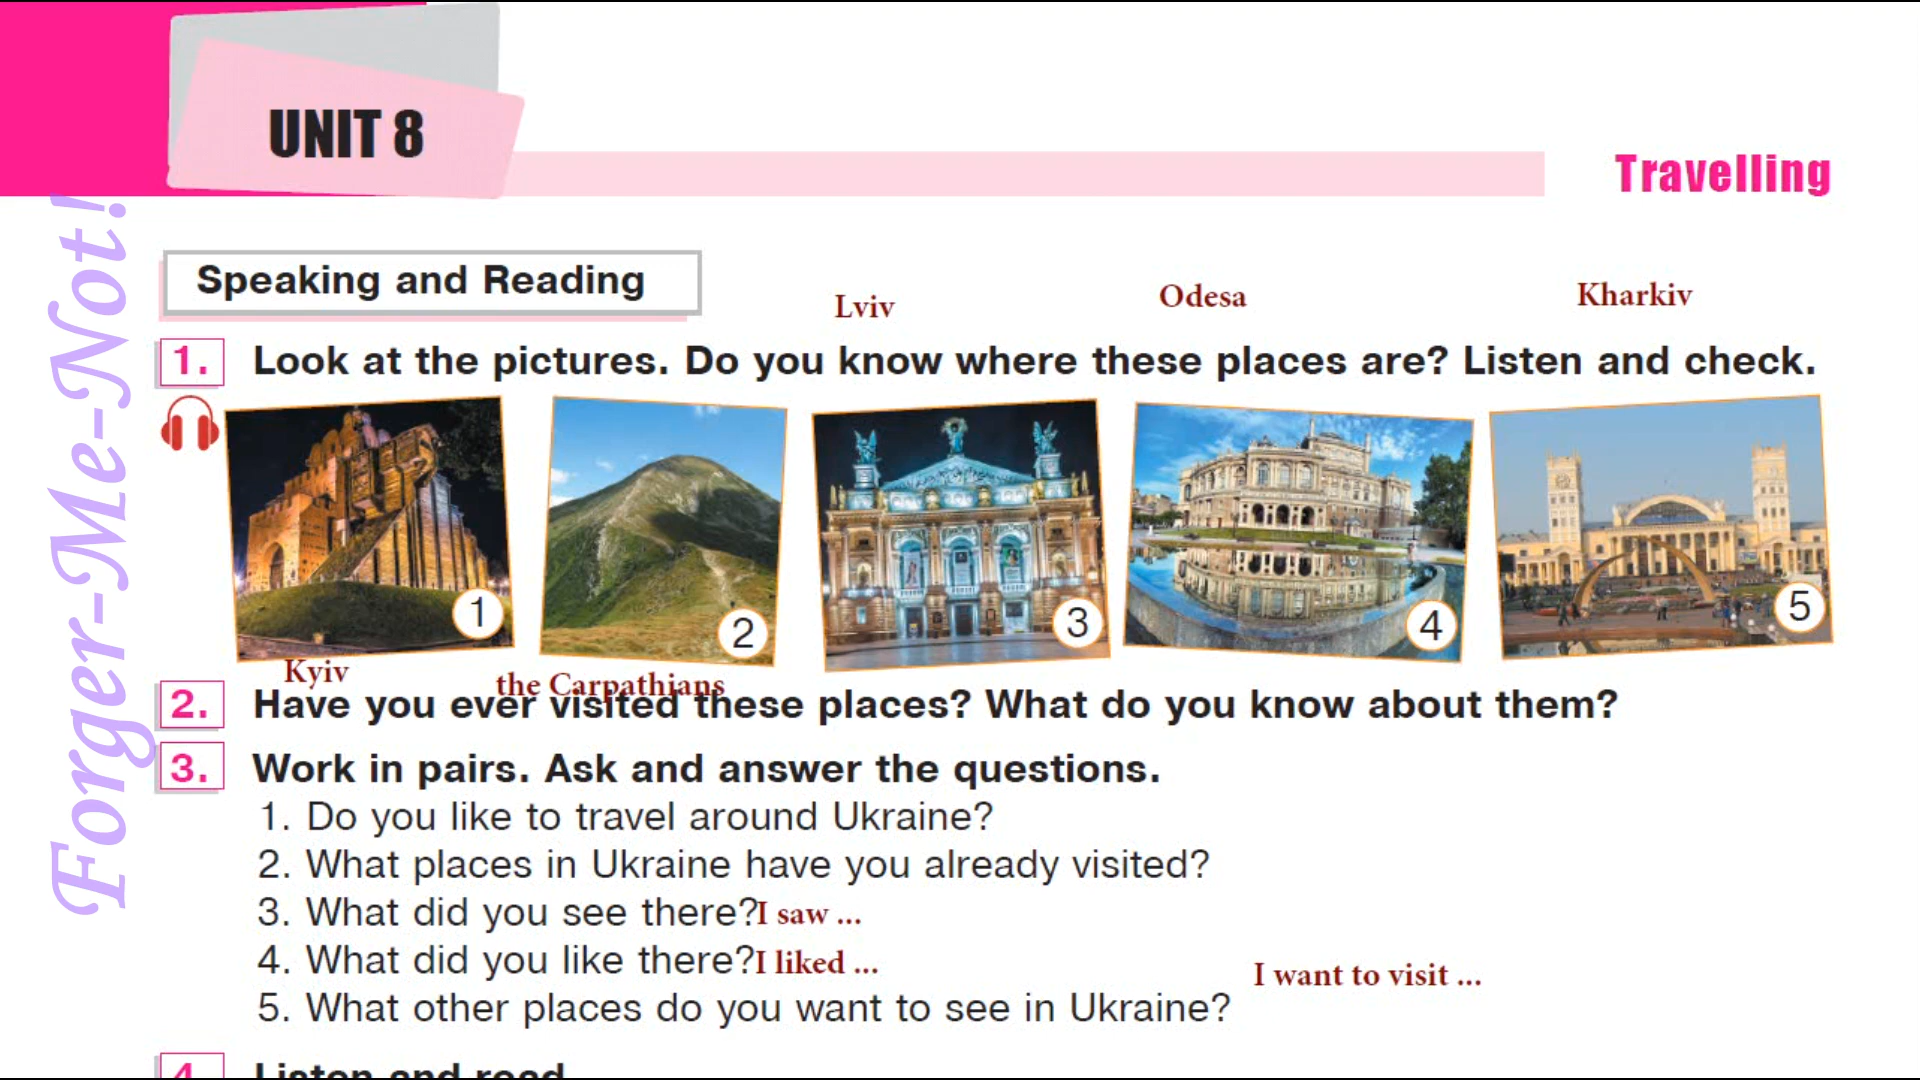 UNIT 8
Travelling
Forger-Me-Not!
Speaking and Reading
Lviv
Odesa
Kharkiv
1. Look at the pictures. Do you know where these places are? Listen and check.
1
2
3
4
5
Kyiv
the Carpathians
2. Have you ever visited these places? What do you know about them?
3. Work in pairs. Ask and answer the questions.
1. Do you like to travel around Ukraine?
2. What places in Ukraine have you already visited?
3. What did you see there? I saw ...
4. What did you like there? I liked ...
I want to visit ...
5. What other places do you want to see in Ukraine?
4. Listen and read